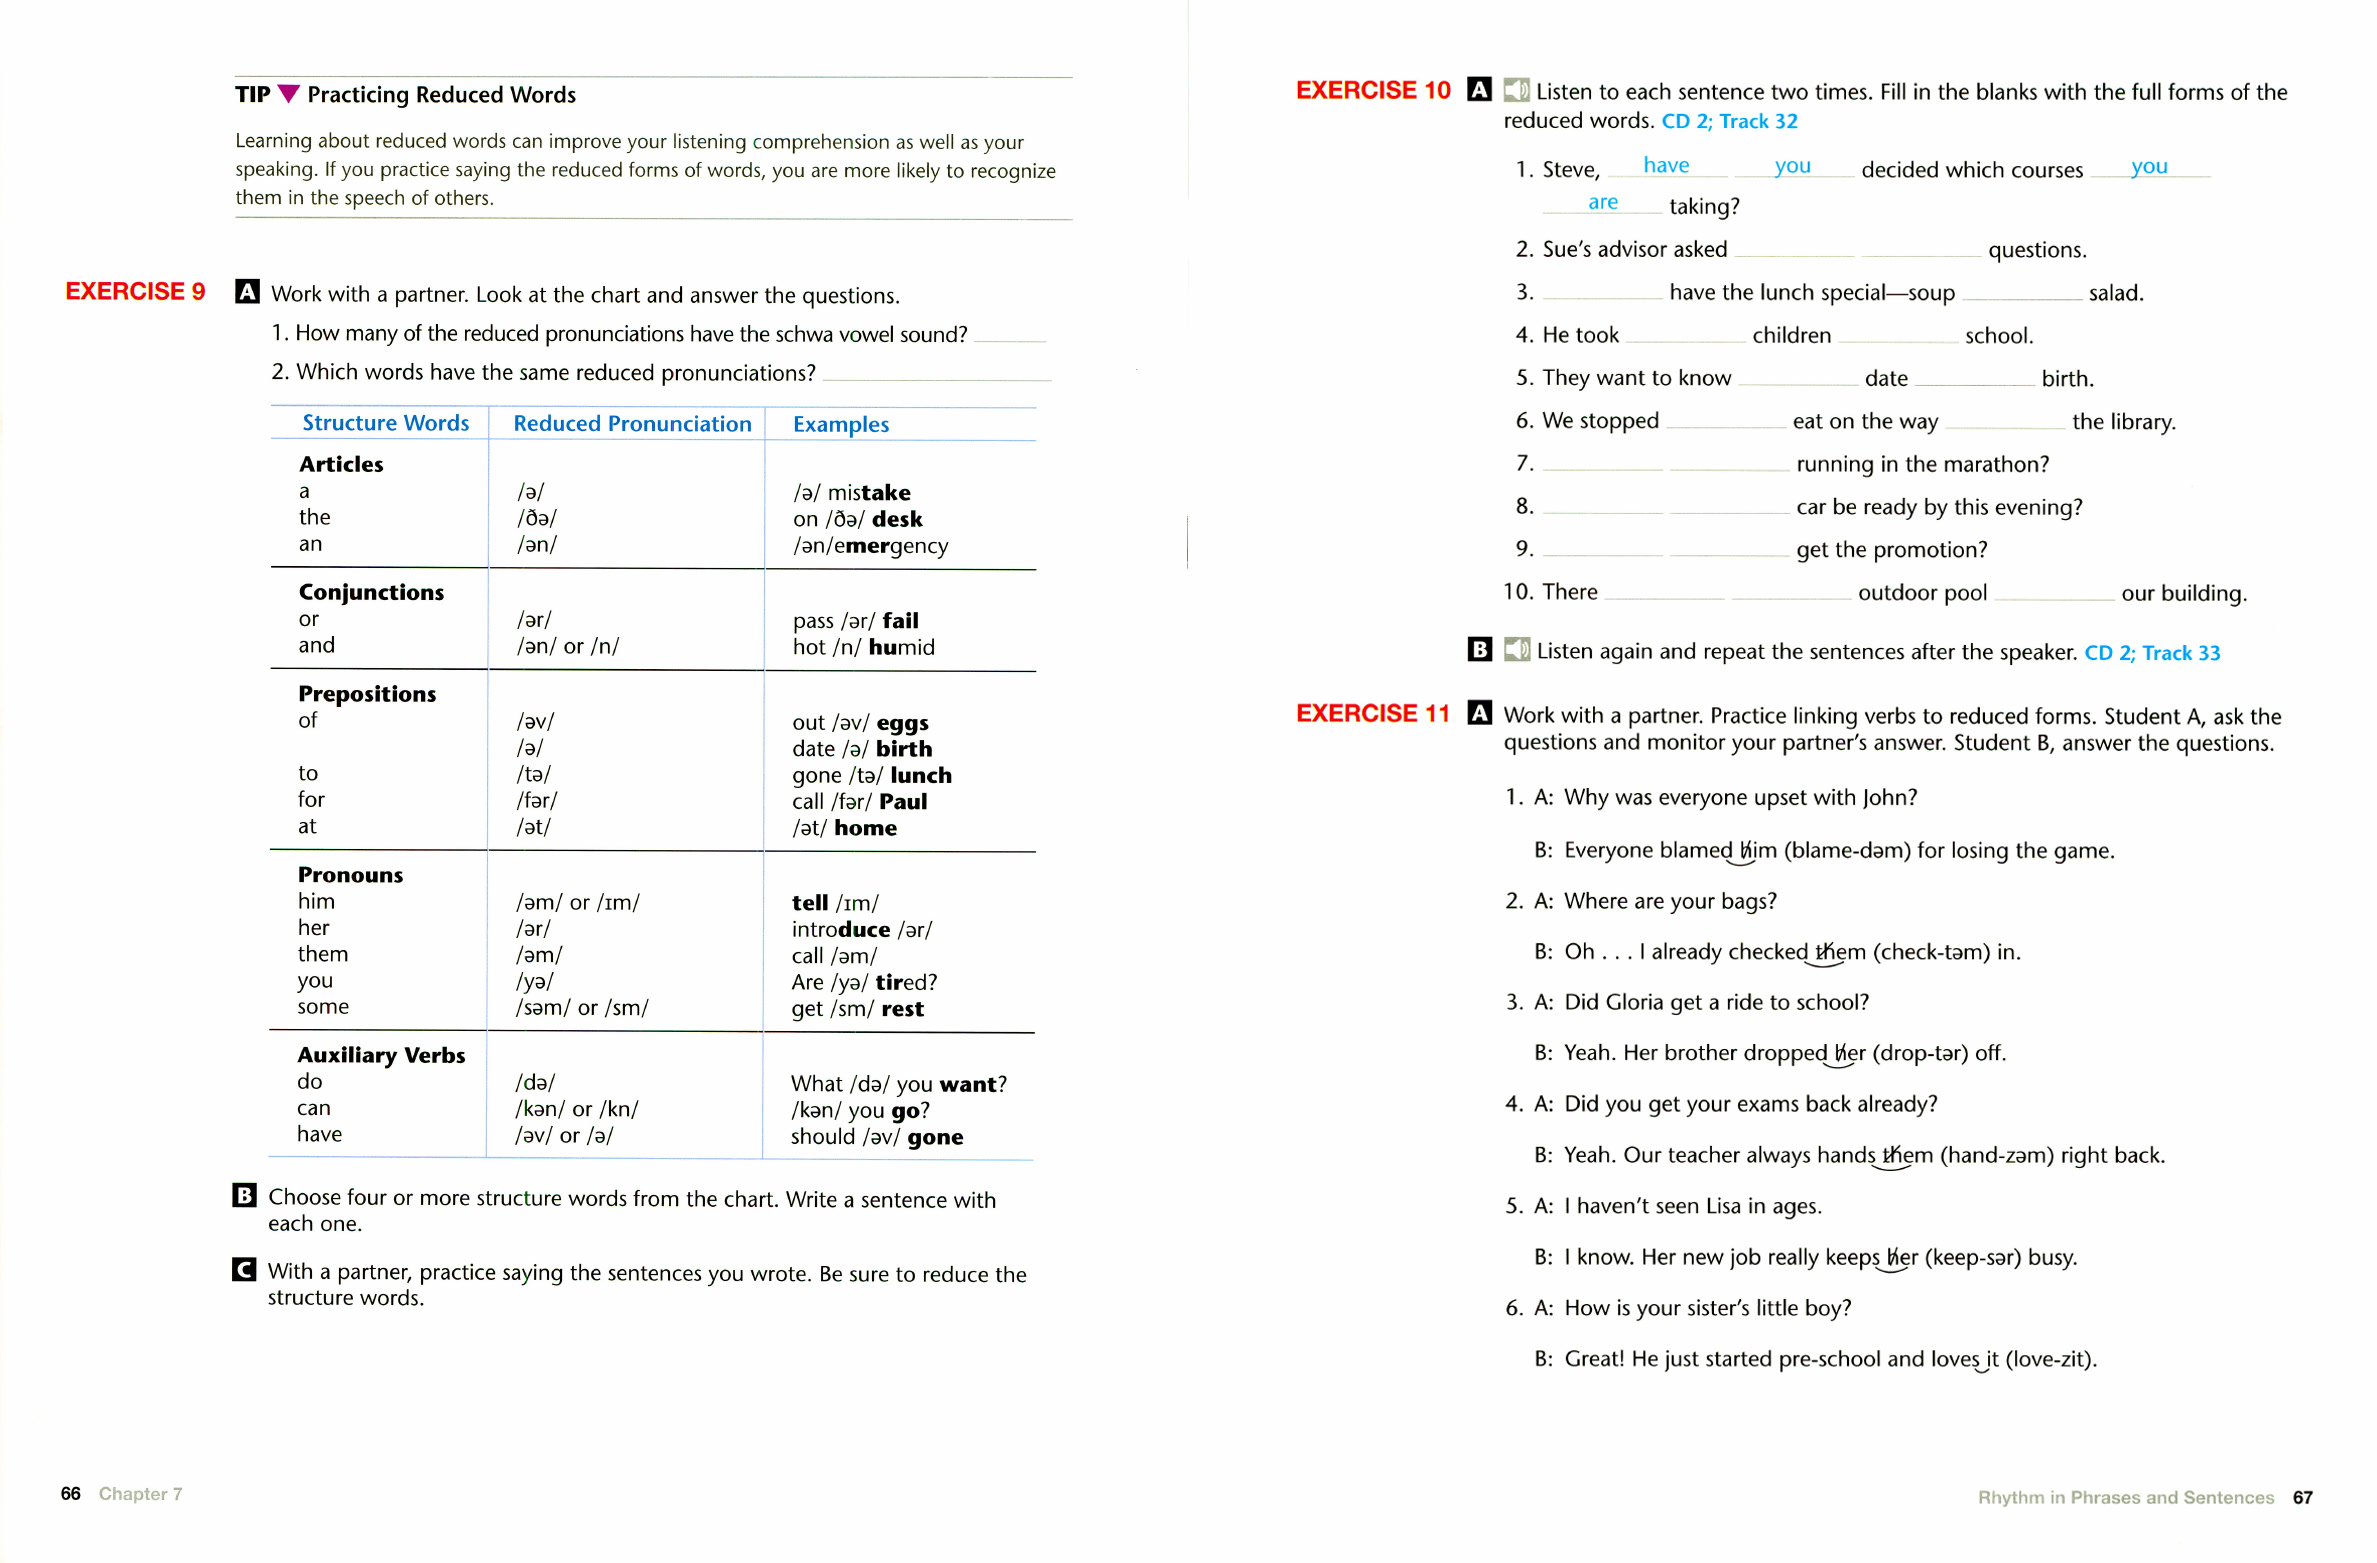 TIP ▼ Practicing Reduced Words
Learning about reduced words can improve your listening comprehension as well as your
speaking. If you practice saying the reduced forms of words, you are more likely to recognize
them in the speech of others.
EXERCISE 9 A Work with a partner. Look at the chart and answer the questions.
1. How many of the reduced pronunciations have the schwa vowel sound? ______
2. Which words have the same reduced pronunciations? ______
Structure Words Reduced Pronunciation Examples
Articles
a /ə/ /ə/ mistake
the /ðə/ on /ðə/ desk
an /ən/ /ən/emergency
Conjunctions
or /ər/ pass /ər/ fail
and /ən/ or /n/ hot /n/ humid
Prepositions
of /əv/ out /əv/ eggs
/ə/ date /ə/ birth
to /tə/ gone /tə/ lunch
for /fər/ call /fər/ Paul
at /ət/ /ət/ home
Pronouns
him /əm/ or /ɪm/ tell /ɪm/
her /ər/ introduce /ər/
them /əm/ call /əm/
you /yə/ Are /yə/ tired?
some /səm/ or /sm/ get /sm/ rest
Auxiliary Verbs
do /də/ What /də/ you want?
can /kən/ or /kn/ /kən/ you go?
have /əv/ or /ə/ should /əv/ gone
B Choose four or more structure words from the chart. Write a sentence with
each one.
C With a partner, practice saying the sentences you wrote. Be sure to reduce the
structure words.
66 Chapter 7
EXERCISE 10 A Listen to each sentence two times. Fill in the blanks with the full forms of the
reduced words. CD 2; Track 32
1. Steve, have you decided which courses you
are taking?
2. Sue's advisor asked ______ ______ questions.
3. ______ have the lunch special—soup ______ salad.
4. He took ______ children ______ school.
5. They want to know ______ date ______ birth.
6. We stopped ______ eat on the way ______ the library.
7. ______ ______ running in the marathon?
8. ______ ______ car be ready by this evening?
9. ______ ______ get the promotion?
10. There ______ ______ outdoor pool ______ our building.
B Listen again and repeat the sentences after the speaker. CD 2; Track 33
EXERCISE 11 A Work with a partner. Practice linking verbs to reduced forms. Student A, ask the
questions and monitor your partner's answer. Student B, answer the questions.
1. A: Why was everyone upset with John?
B: Everyone blamed him (blame-dəm) for losing the game.
2. A: Where are your bags?
B: Oh . . . I already checked them (check-təm) in.
3. A: Did Gloria get a ride to school?
B: Yeah. Her brother dropped her (drop-tər) off.
4. A: Did you get your exams back already?
B: Yeah. Our teacher always hands them (hand-zəm) right back.
5. A: I haven't seen Lisa in ages.
B: I know. Her new job really keeps her (keep-sər) busy.
6. A: How is your sister's little boy?
B: Great! He just started pre-school and loves it (love-zit).
Rhythm in Phrases and Sentences 67